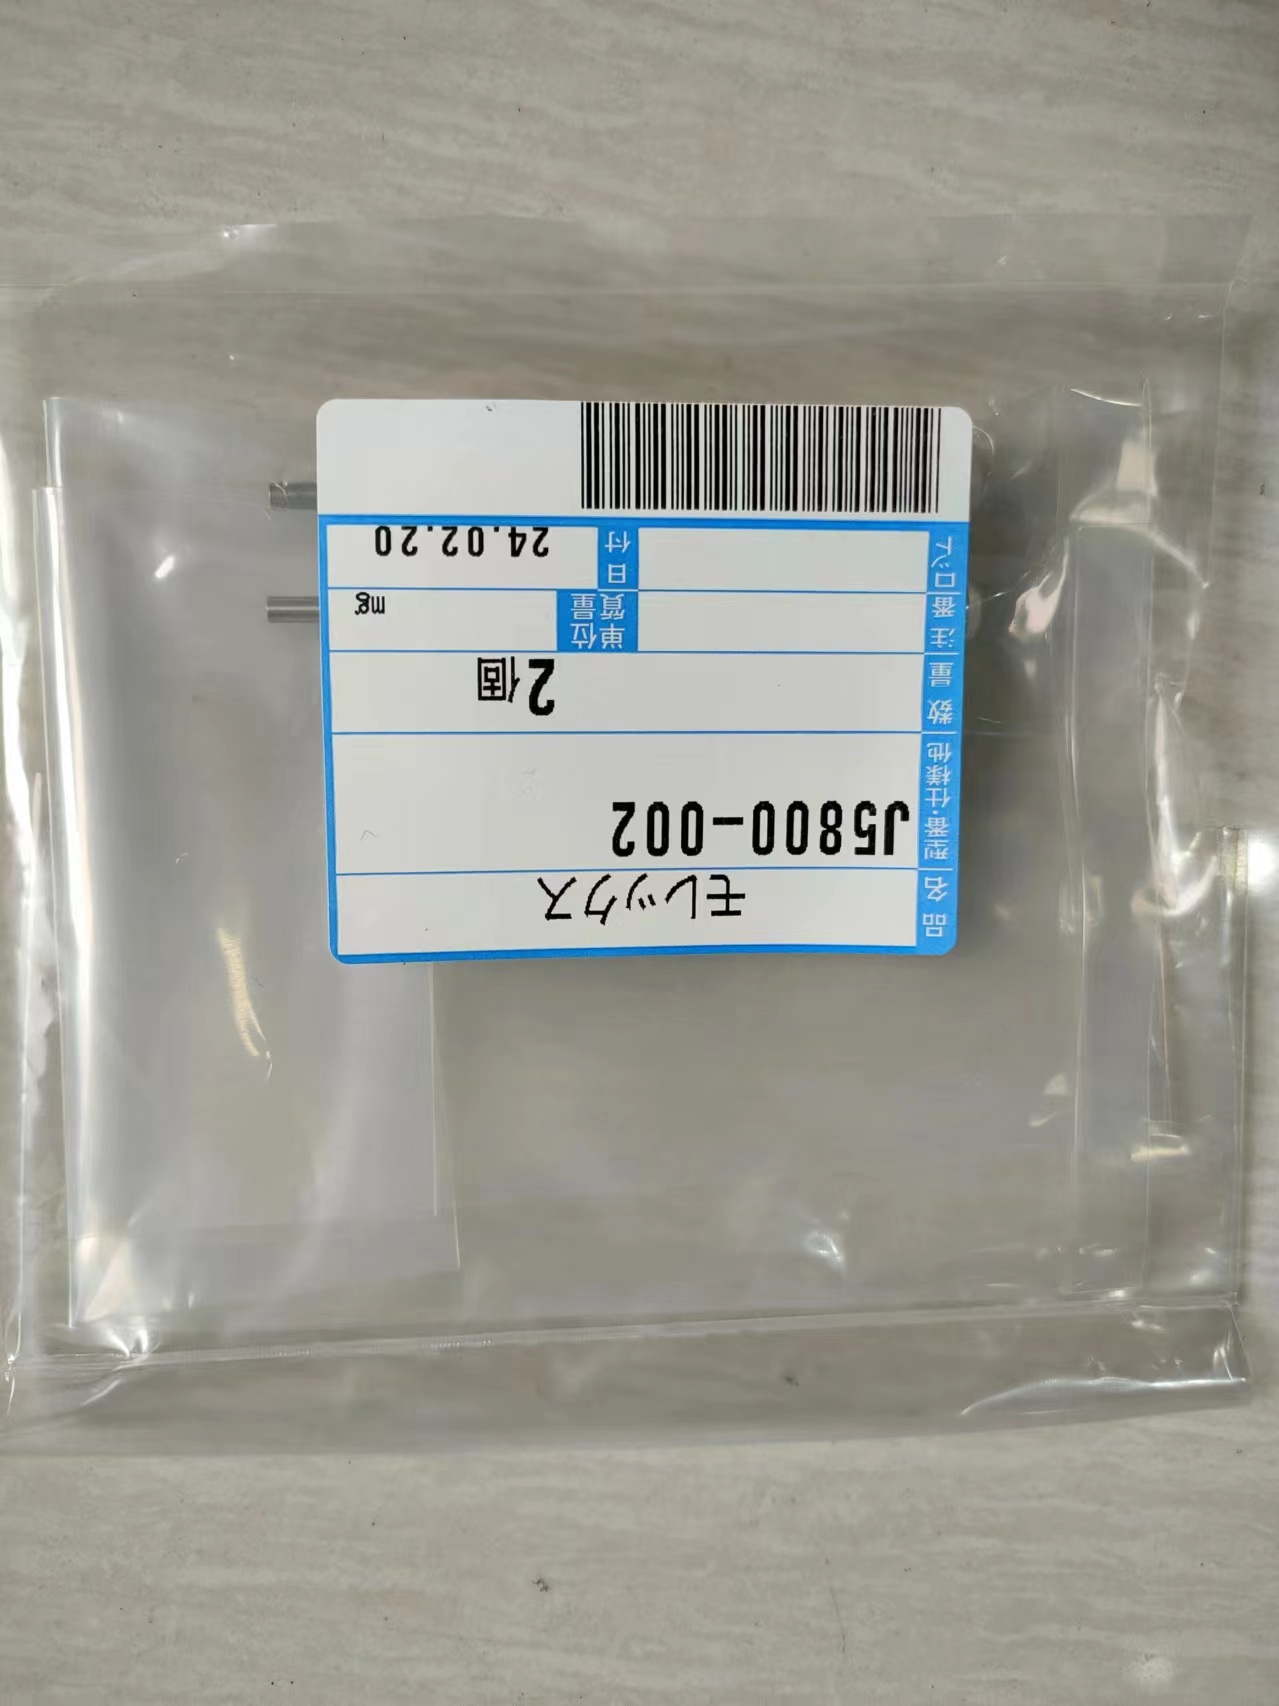 品名 モレックス
型番・仕様他 J5800-002
数量 2個
注番 単位質量 mg
ロット 日付 24.02.20